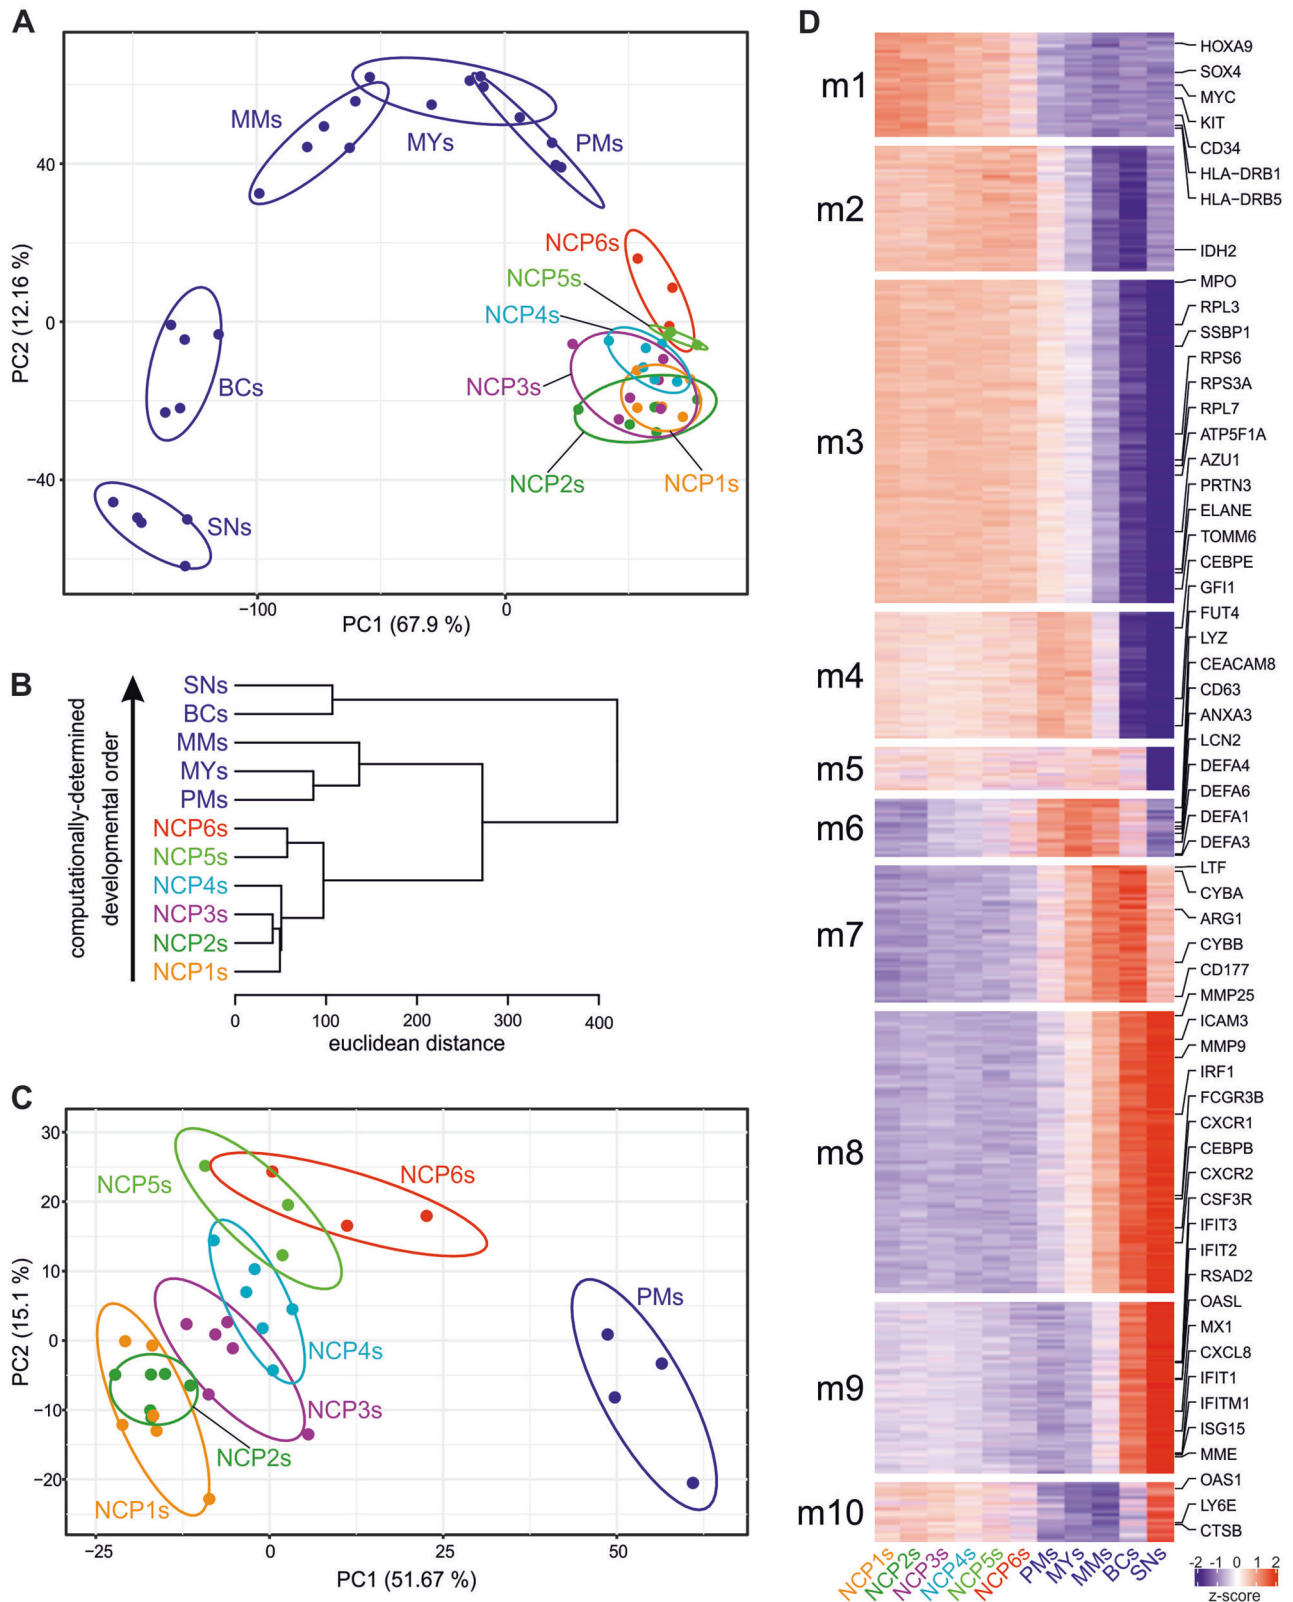 A
MMs
MYs
PMs
NCP6s
NCP5s
NCP4s
NCP3s
BCs
NCP2s
NCP1s
SNs
40
0
−40
−100
0
PC2 (12.16 %)
PC1 (67.9 %)
B
computationally-determined
developmental order
SNs
BCs
MMs
MYs
PMs
NCP6s
NCP5s
NCP4s
NCP3s
NCP2s
NCP1s
0 100 200 300 400
euclidean distance
C
30
20
10
0
−10
−20
−25 0 25 50
PC2 (15.1 %)
PC1 (51.67 %)
NCP5s
NCP6s
PMs
NCP4s
NCP3s
NCP2s
NCP1s
D
m1
m2
m3
m4
m5
m6
m7
m8
m9
m10
HOXA9
SOX4
MYC
KIT
CD34
HLA−DRB1
HLA−DRB5
IDH2
MPO
RPL3
SSBP1
RPS6
RPS3A
RPL7
ATP5F1A
AZU1
PRTN3
ELANE
TOMM6
CEBPE
GFI1
FUT4
LYZ
CEACAM8
CD63
ANXA3
LCN2
DEFA4
DEFA6
DEFA1
DEFA3
LTF
CYBA
ARG1
CYBB
CD177
MMP25
ICAM3
MMP9
IRF1
FCGR3B
CXCR1
CEBPB
CXCR2
CSF3R
IFIT3
IFIT2
RSAD2
OASL
MX1
CXCL8
IFIT1
IFITM1
ISG15
MME
OAS1
LY6E
CTSB
NCP1s NCP2s NCP3s NCP4s NCP5s NCP6s PMs MYs MMs BCs SNs
-2 -1 0 1 2
z-score